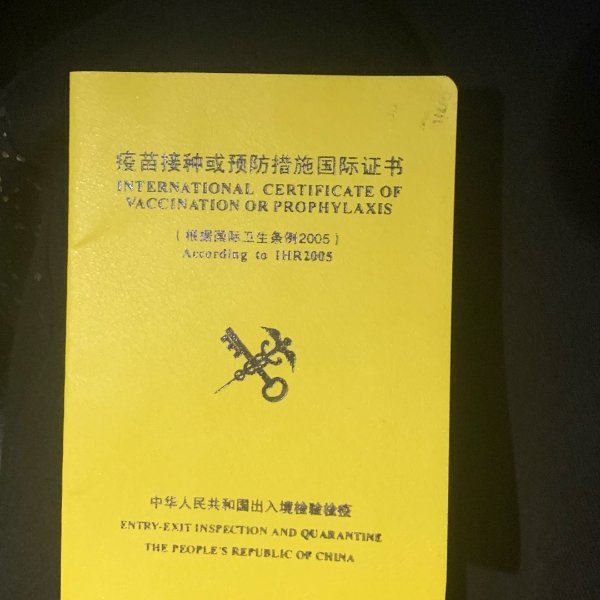 疫苗接种或预防措施国际证书
INTERNATIONAL CERTIFICATE OF
VACCINATION OR PROPHYLAXIS
(根据国际卫生条例2005)
According to IHR2005
中华人民共和国出入境检验检疫
ENTRY-EXIT INSPECTION AND QUARANTINE
THE PEOPLE'S REPUBLIC OF CHINA